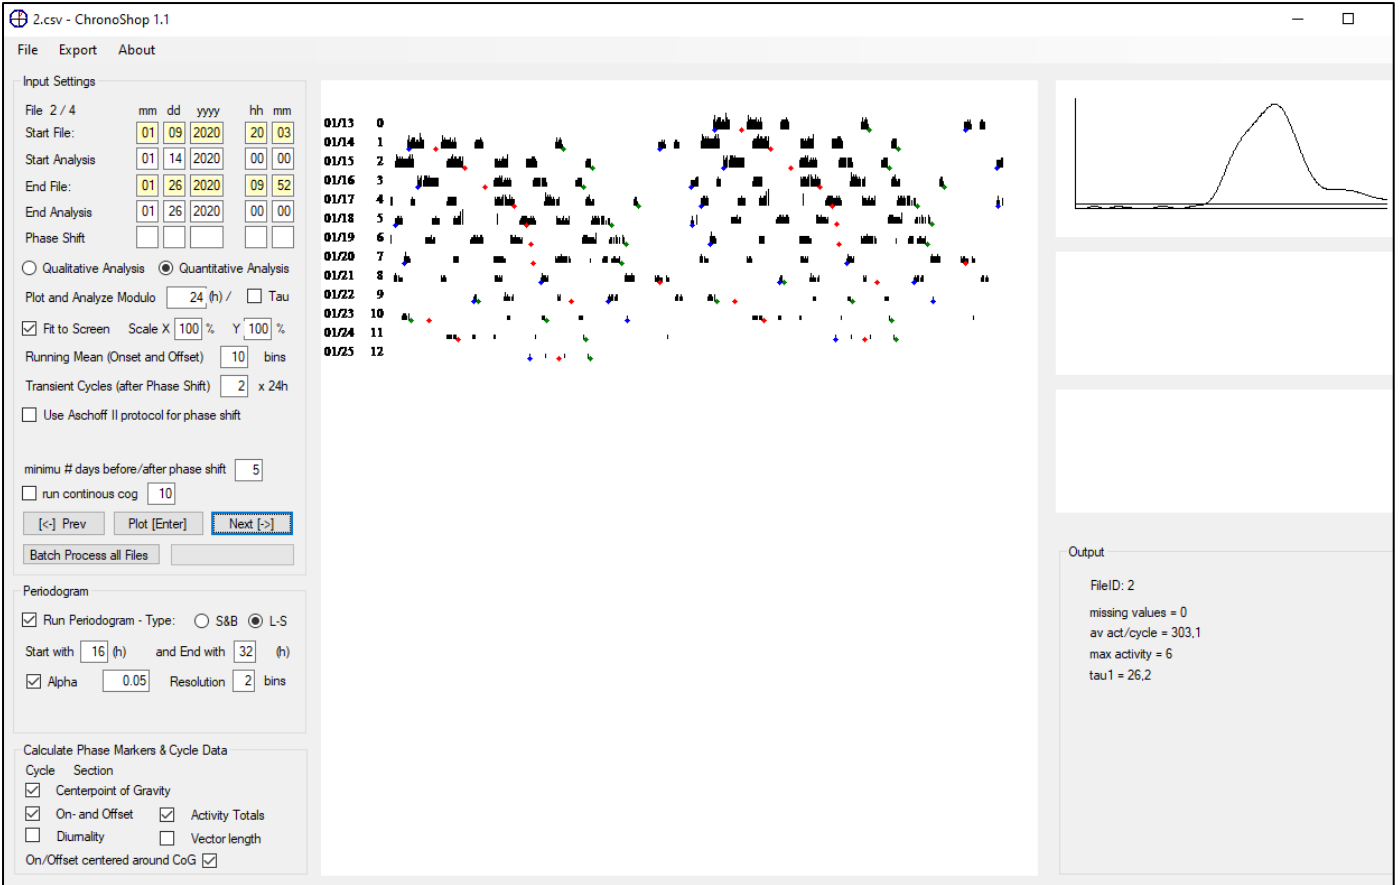 2.csv - ChronoShop 1.1
File Export About
Input Settings
File 2 / 4 mm dd yyyy hh mm
Start File: 01 09 2020 20 03
Start Analysis 01 14 2020 00 00
End File: 01 26 2020 09 52
End Analysis 01 26 2020 00 00
Phase Shift
Qualitative Analysis Quantitative Analysis
Plot and Analyze Modulo 24 (h) / Tau
Fit to Screen Scale X 100 % Y 100 %
Running Mean (Onset and Offset) 10 bins
Transient Cycles (after Phase Shift) 2 x 24h
Use Aschoff II protocol for phase shift
minimu # days before/after phase shift 5
run continous cog 10
[<-] Prev Plot [Enter] Next [->]
Batch Process all Files
Periodogram
Run Periodogram - Type: S&B L-S
Start with 16 (h) and End with 32 (h)
Alpha 0.05 Resolution 2 bins
Calculate Phase Markers & Cycle Data
Cycle Section
Centerpoint of Gravity
On- and Offset Activity Totals
Diurnality Vector length
On/Offset centered around CoG
01/13 0
01/14 1
01/15 2
01/16 3
01/17 4
01/18 5
01/19 6
01/20 7
01/21 8
01/22 9
01/23 10
01/24 11
01/25 12
Output
FileID: 2
missing values = 0
av act/cycle = 303,1
max activity = 6
tau1 = 26,2